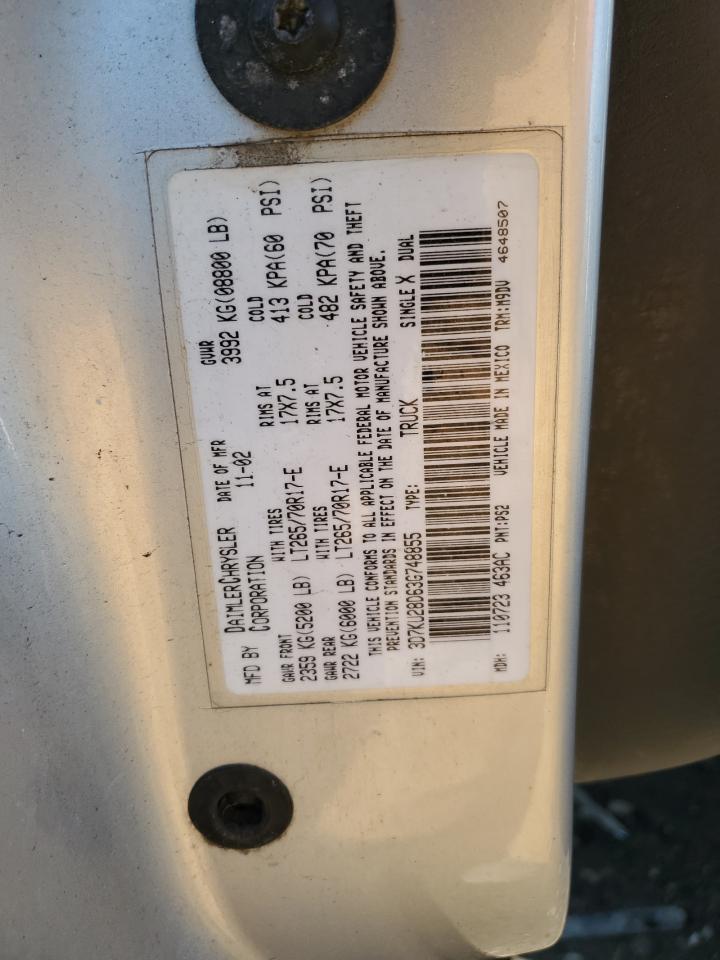 MFD BY DAIMLERCHRYSLER CORPORATION DATE OF MFR 11-02 GVWR 3992 KG(08800 LB)
GAWR FRONT WITH TIRES RIMS AT COLD
2359 KG(5200 LB) LT265/70R17-E 17X7.5 413 KPA(60 PSI)
GAWR REAR WITH TIRES RIMS AT COLD
2722 KG(6000 LB) LT265/70R17-E 17X7.5 482 KPA(70 PSI)
THIS VEHICLE CONFORMS TO ALL APPLICABLE FEDERAL MOTOR VEHICLE SAFETY AND THEFT
PREVENTION STANDARDS IN EFFECT ON THE DATE OF MANUFACTURE SHOWN ABOVE.
VIN: 3D7KU28D63G748855 TYPE: TRUCK SINGLE X DUAL
MDH: 110723 463AC PNT:PS2 VEHICLE MADE IN MEXICO TRM:M9DV 4648507